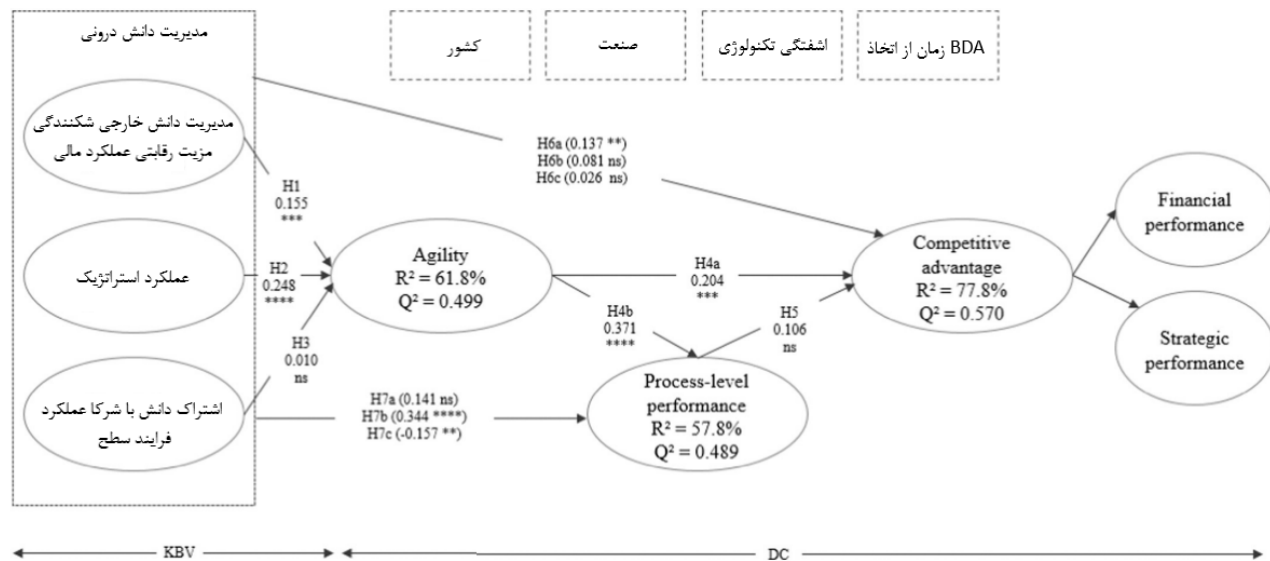 مدیریت دانش درونی
کشور
صنعت
اشفتگی تکنولوژی
BDA زمان از اتخاذ
مدیریت دانش خارجی شکنندگی
مزیت رقابتی عملکرد مالی
H6a (0.137 **)
H6b (0.081 ns)
H6c (0.026 ns)
H1
0.155
***
Financial
performance
عملکرد استراتژیک
H2
0.248
****
Agility
R² = 61.8%
Q² = 0.499
H4a
0.204
***
Competitive
advantage
R² = 77.8%
Q² = 0.570
H4b
0.371
****
H5
0.106
ns
H3
0.010
ns
Strategic
performance
اشتراک دانش با شرکا عملکرد
فرایند سطح
H7a (0.141 ns)
H7b (0.344 ****)
H7c (-0.157 **)
Process-level
performance
R² = 57.8%
Q² = 0.489
KBV
DC